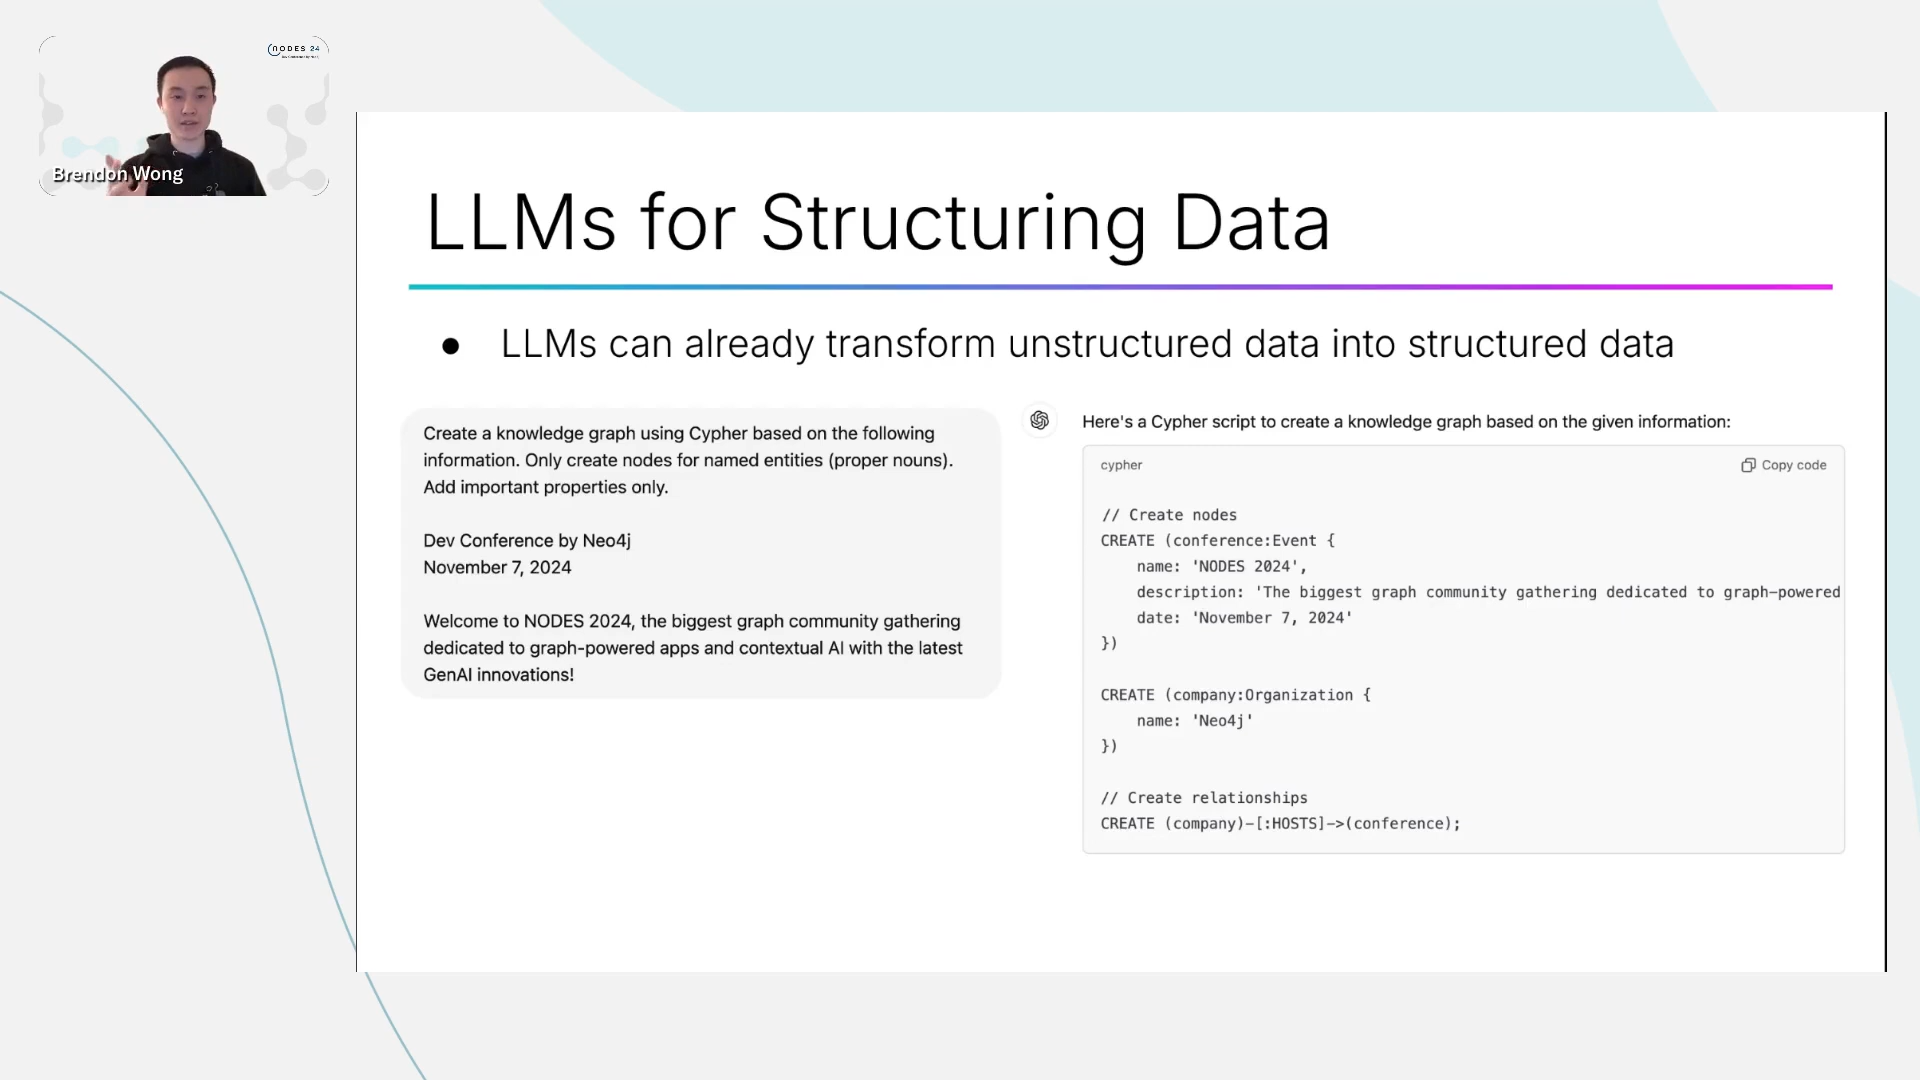 NODES 24
Brendon Wong
LLMs for Structuring Data
● LLMs can already transform unstructured data into structured data
Create a knowledge graph using Cypher based on the following
information. Only create nodes for named entities (proper nouns).
Add important properties only.
Dev Conference by Neo4j
November 7, 2024
Welcome to NODES 2024, the biggest graph community gathering
dedicated to graph-powered apps and contextual AI with the latest
GenAI innovations!
Here's a Cypher script to create a knowledge graph based on the given information:
cypher
Copy code
// Create nodes
CREATE (conference:Event {
name: 'NODES 2024',
description: 'The biggest graph community gathering dedicated to graph-powered
date: 'November 7, 2024'
})
CREATE (company:Organization {
name: 'Neo4j'
})
// Create relationships
CREATE (company)-[:HOSTS]->(conference);